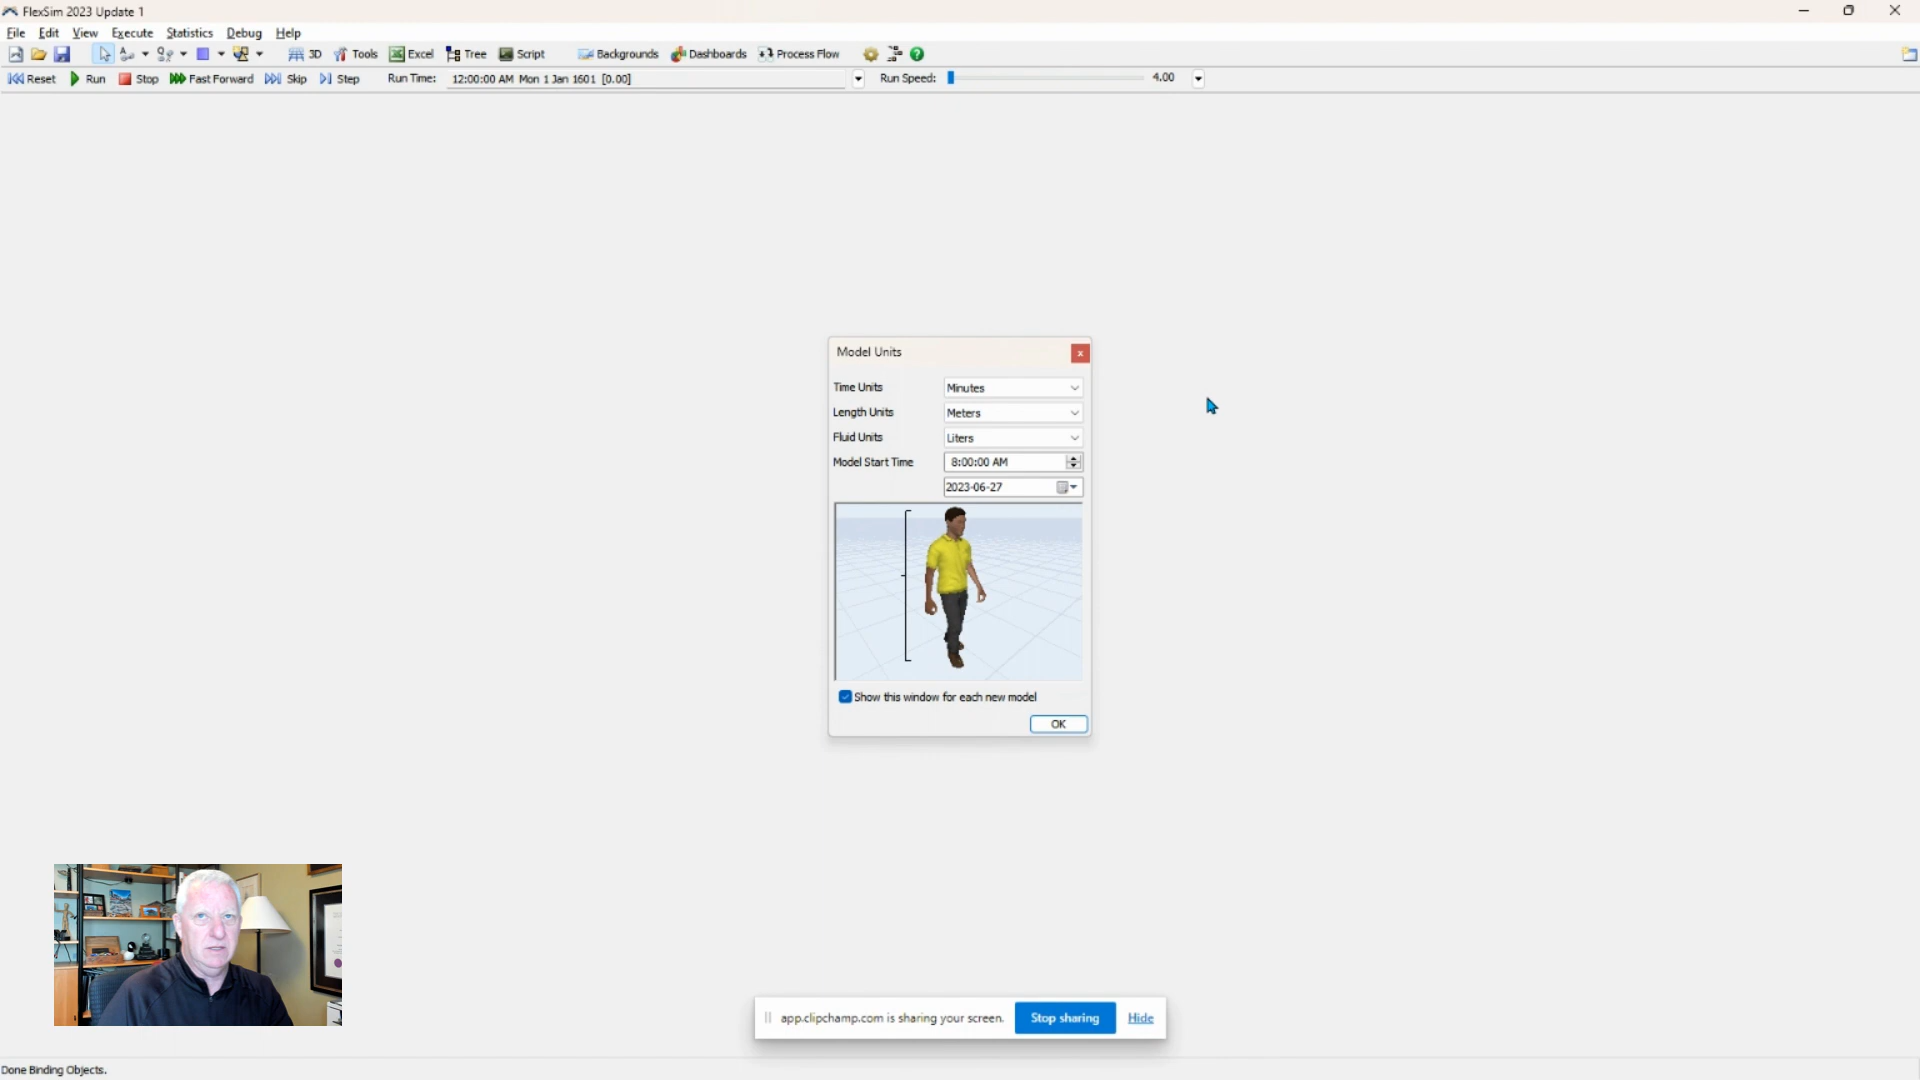 FlexSim 2023 Update 1
File Edit View Execute Statistics Debug Help
3D Tools Excel Tree Script Backgrounds Dashboards Process Flow
Reset Run Stop Fast Forward Skip Step Run Time: 12:00:00 AM Mon 1 Jan 1601 [0.00] Run Speed: 4.00
Model Units
Time Units Minutes
Length Units Meters
Fluid Units Liters
Model Start Time 8:00:00 AM
2023-06-27
Show this window for each new model
OK
app.clipchamp.com is sharing your screen. Stop sharing Hide
Done Binding Objects.